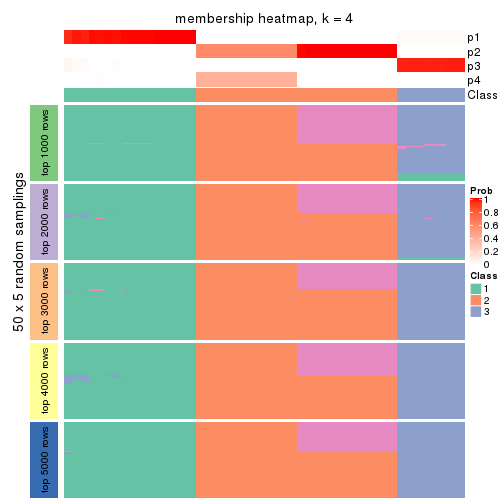 membership heatmap, k = 4
p1
p2
p3
p4
Class
50 x 5 random samplings
top 1000 rows
top 2000 rows
top 3000 rows
top 4000 rows
top 5000 rows
Prob
1
0.8
0.6
0.4
0.2
0
Class
1
2
3